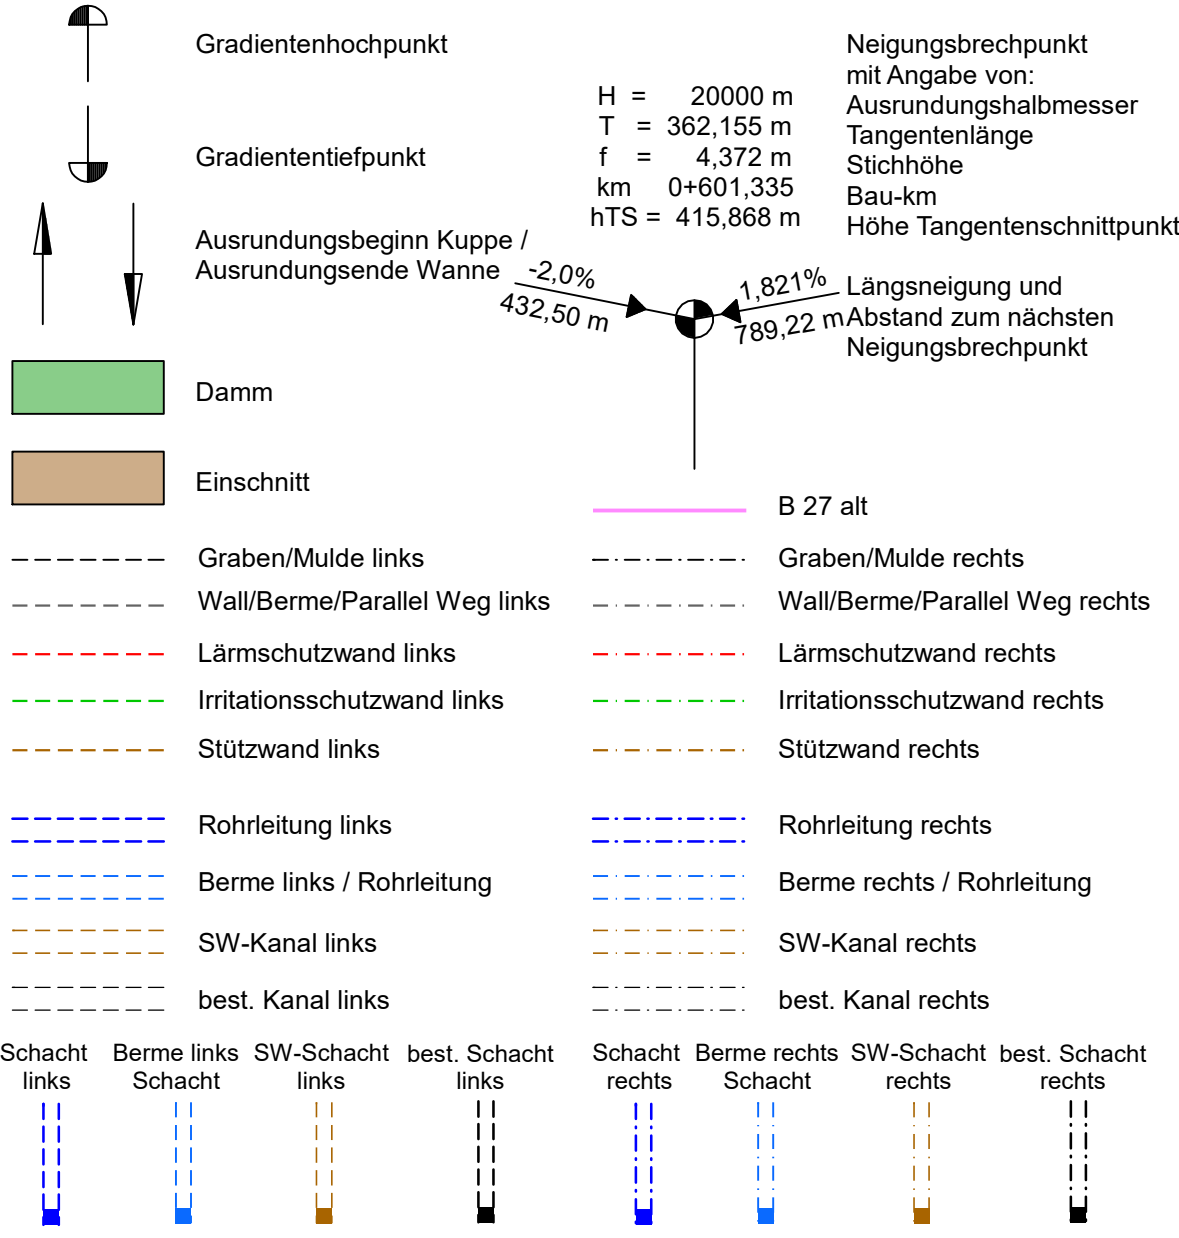 Gradientenhochpunkt
Gradiententiefpunkt
Ausrundungsbeginn Kuppe /
Ausrundungsende Wanne
Damm
Einschnitt
H = 20000 m
T = 362,155 m
f = 4,372 m
km 0+601,335
hTS = 415,868 m
Neigungsbrechpunkt
mit Angabe von:
Ausrundungshalbmesser
Tangentenlänge
Stichhöhe
Bau-km
Höhe Tangentenschnittpunkt
-2,0%
432,50 m
1,821%
789,22 m
Längsneigung und
Abstand zum nächsten
Neigungsbrechpunkt
B 27 alt
Graben/Mulde links
Graben/Mulde rechts
Wall/Berme/Parallel Weg links
Wall/Berme/Parallel Weg rechts
Lärmschutzwand links
Lärmschutzwand rechts
Irritationsschutzwand links
Irritationsschutzwand rechts
Stützwand links
Stützwand rechts
Rohrleitung links
Rohrleitung rechts
Berme links / Rohrleitung
Berme rechts / Rohrleitung
SW-Kanal links
SW-Kanal rechts
best. Kanal links
best. Kanal rechts
Schacht
links
Berme links
Schacht
SW-Schacht
links
best. Schacht
links
Schacht
rechts
Berme rechts
Schacht
SW-Schacht
rechts
best. Schacht
rechts